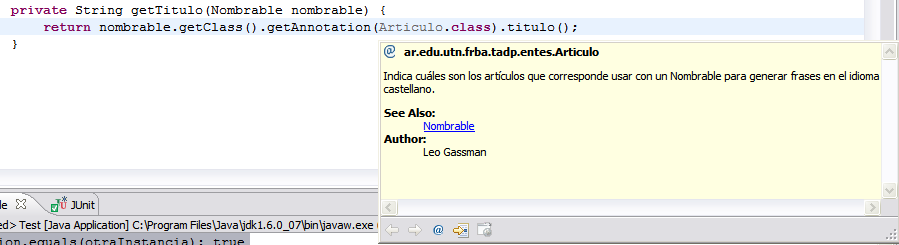 private String getTitulo(Nombrable nombrable) {
return nombrable.getClass().getAnnotation(Articulo.class).titulo();
}
@ ar.edu.utn.frba.tadp.entes.Articulo
Indica cuáles son los artículos que corresponde usar con un Nombrable para generar frases en el idioma
castellano.
See Also:
Nombrable
Author:
Leo Gassman
JUnit
Test [Java Application] C:\Program Files\Java\jdk1.6.0_07\bin\javaw.exe
.equals(otraInstancia): true